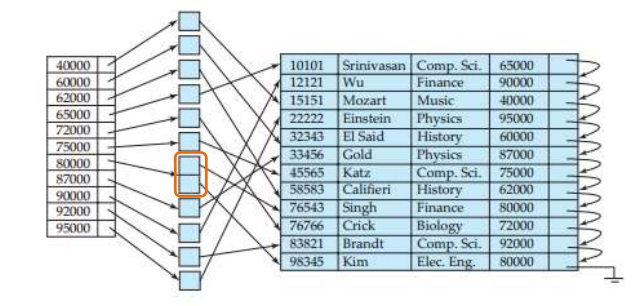 40000
60000
62000
65000
72000
75000
80000
87000
90000
92000
95000
10101 Srinivasan Comp. Sci. 65000
12121 Wu Finance 90000
15151 Mozart Music 40000
22222 Einstein Physics 95000
32343 El Said History 60000
33456 Gold Physics 87000
45565 Katz Comp. Sci. 75000
58583 Califieri History 62000
76543 Singh Finance 80000
76766 Crick Biology 72000
83821 Brandt Comp. Sci. 92000
98345 Kim Elec. Eng. 80000